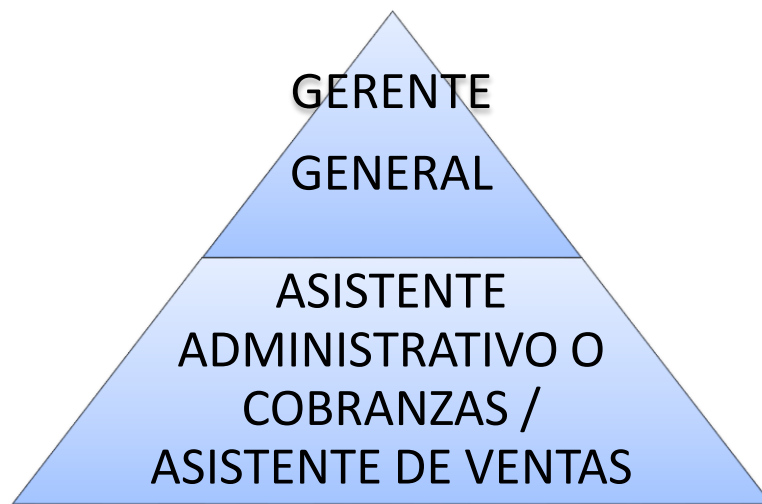 GERENTE
GENERAL
ASISTENTE
ADMINISTRATIVO O
COBRANZAS /
ASISTENTE DE VENTAS